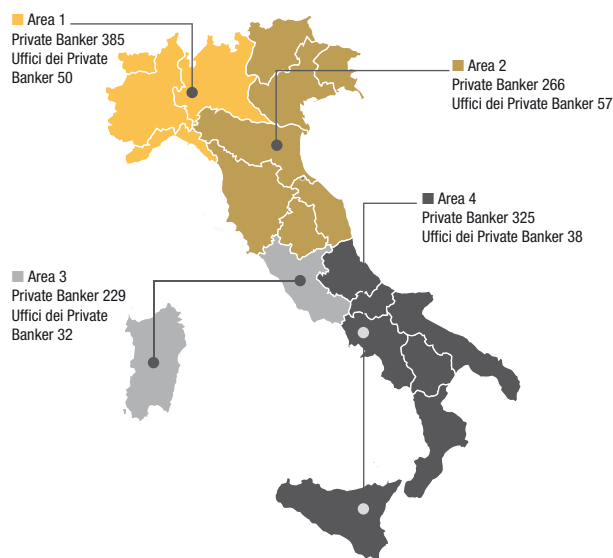 Area 1
Private Banker 385
Uffici dei Private
Banker 50
Area 2
Private Banker 266
Uffici dei Private Banker 57
Area 4
Private Banker 325
Uffici dei Private Banker 38
Area 3
Private Banker 229
Uffici dei Private
Banker 32